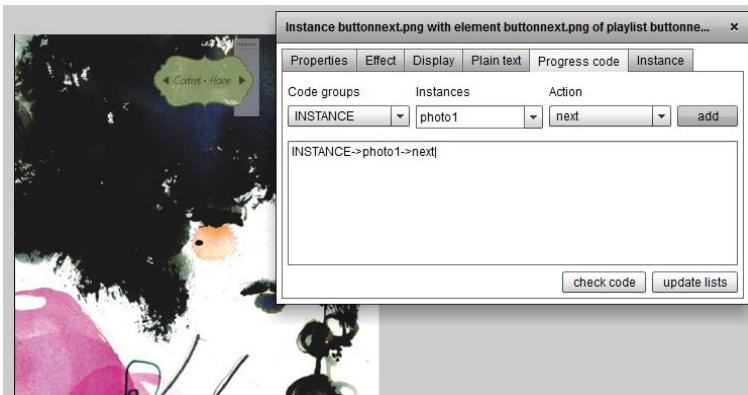 Instance buttonnext.png with element buttonnext.png of playlist buttonne... ×
Properties Effect Display Plain text Progress code Instance
Code groups Instances Action
INSTANCE photo1 next add
INSTANCE->photo1->next
check code update lists
Contact - Home